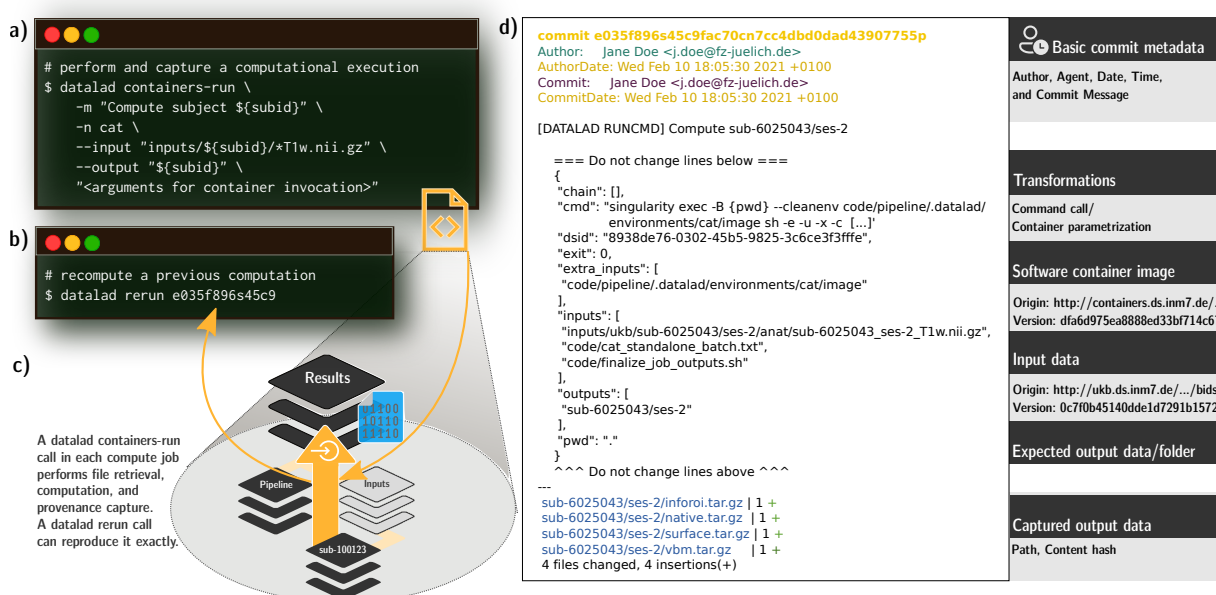 a)
# perform and capture a computational execution
$ datalad containers-run \
-m "Compute subject ${subid}" \
-n cat \
--input "inputs/${subid}/*T1w.nii.gz" \
--output "${subid}" \
"<arguments for container invocation>"
b)
# recompute a previous computation
$ datalad rerun e035f896s45c9
c)
Results
01100
10110
11110
Pipeline
Inputs
sub-100123
A datalad containers-run
call in each compute job
performs file retrieval,
computation, and
provenance capture.
A datalad rerun call
can reproduce it exactly.
d)
commit e035f896s45c9fac70cn7cc4dbd0dad43907755p
Author: Jane Doe <j.doe@fz-juelich.de>
AuthorDate: Wed Feb 10 18:05:30 2021 +0100
Commit: Jane Doe <j.doe@fz-juelich.de>
CommitDate: Wed Feb 10 18:05:30 2021 +0100
[DATALAD RUNCMD] Compute sub-6025043/ses-2
=== Do not change lines below ===
{
"chain": [],
"cmd": "singularity exec -B {pwd} --cleanenv code/pipeline/.datalad/
environments/cat/image sh -e -u -x -c [...]'
"dsid": "8938de76-0302-45b5-9825-3c6ce3f3fffe",
"exit": 0,
"extra_inputs": [
"code/pipeline/.datalad/environments/cat/image"
],
"inputs": [
"inputs/ukb/sub-6025043/ses-2/anat/sub-6025043_ses-2_T1w.nii.gz",
"code/cat_standalone_batch.txt",
"code/finalize_job_outputs.sh"
],
"outputs": [
"sub-6025043/ses-2"
],
"pwd": "."
}
^^^ Do not change lines above ^^^
---
sub-6025043/ses-2/inforoi.tar.gz | 1 +
sub-6025043/ses-2/native.tar.gz | 1 +
sub-6025043/ses-2/surface.tar.gz | 1 +
sub-6025043/ses-2/vbm.tar.gz | 1 +
4 files changed, 4 insertions(+)
Basic commit metadata
Author, Agent, Date, Time,
and Commit Message
Transformations
Command call/
Container parametrization
Software container image
Origin: http://containers.ds.inm7.de/.
Version: dfa6d975ea8888ed33bf714c6
Input data
Origin: http://ukb.ds.inm7.de/.../bids
Version: 0c7f0b45140dde1d7291b1572
Expected output data/folder
Captured output data
Path, Content hash